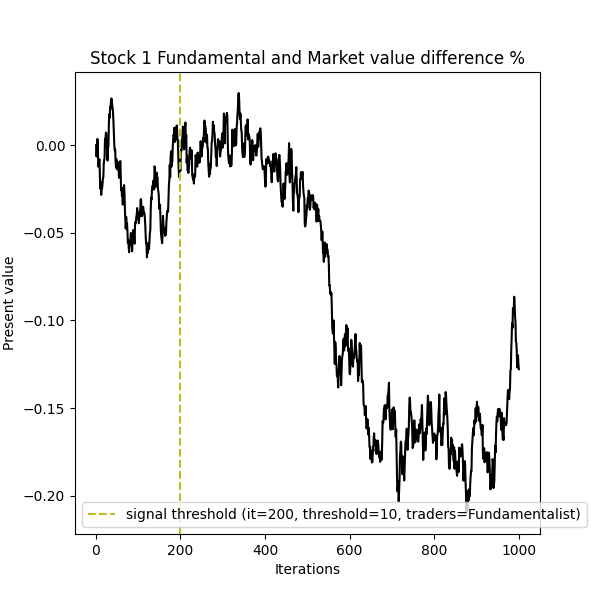 Stock 1 Fundamental and Market value difference %
0.00
−0.05
−0.10
−0.15
−0.20
Present value
signal threshold (it=200, threshold=10, traders=Fundamentalist)
0 200 400 600 800 1000
Iterations